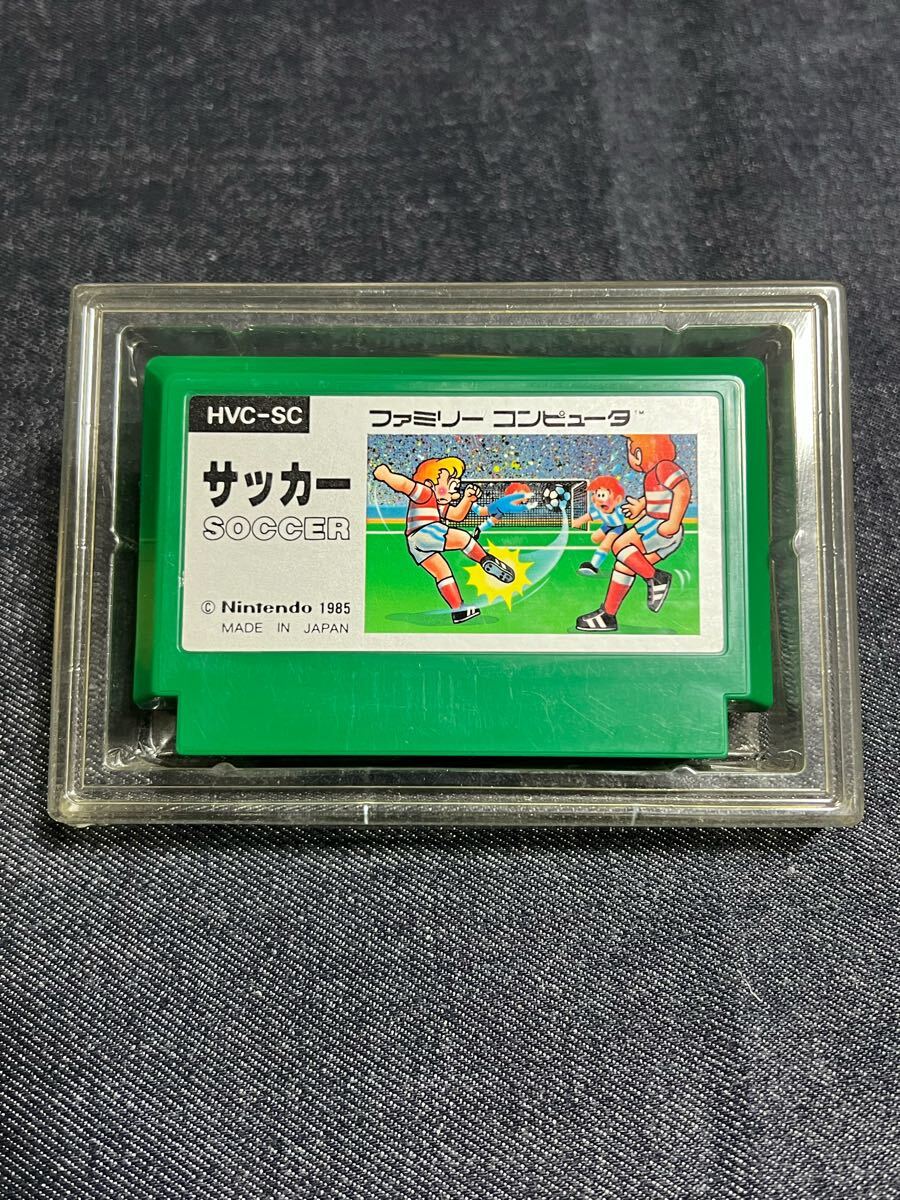 HVC-SC
ファミリー コンピュータ™
サッカー
SOCCER
© Nintendo 1985
MADE IN JAPAN